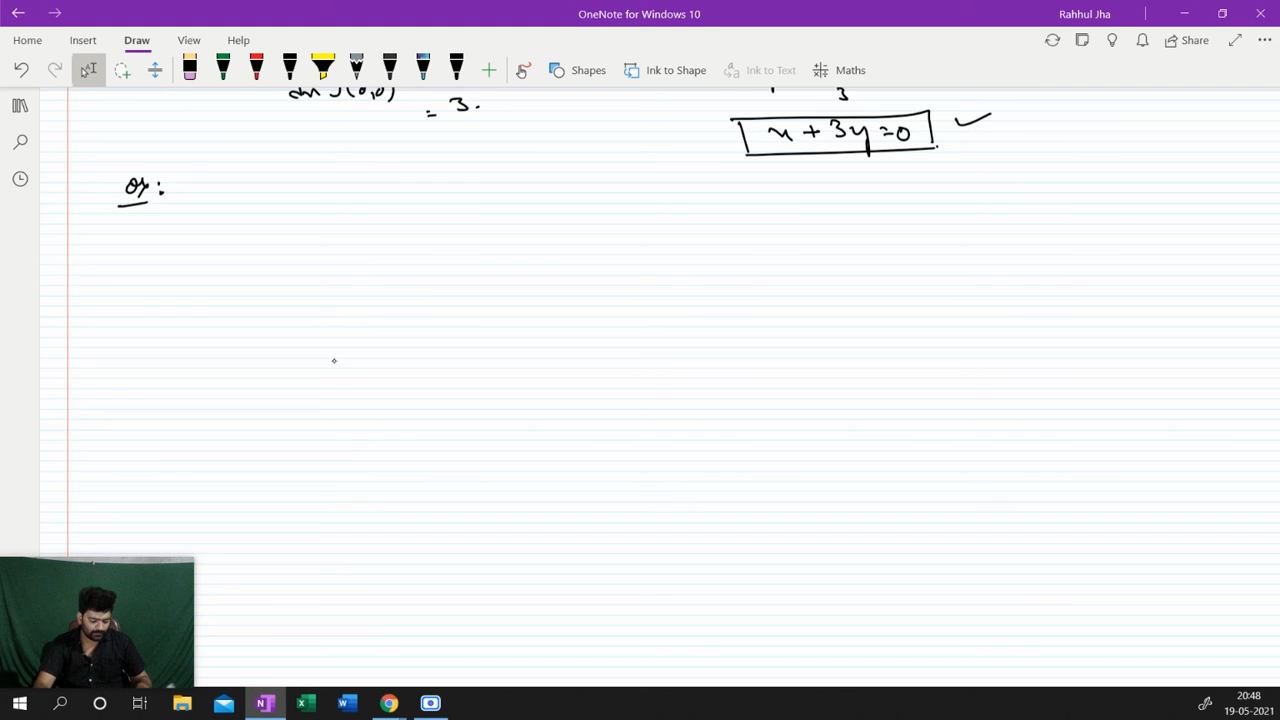 OneNote for Windows 10
Rahhul Jha
Home Insert Draw View Help
Share
Shapes Ink to Shape Ink to Text Maths
= 3.
3
x + 3y = 0
20:48
19-05-2021